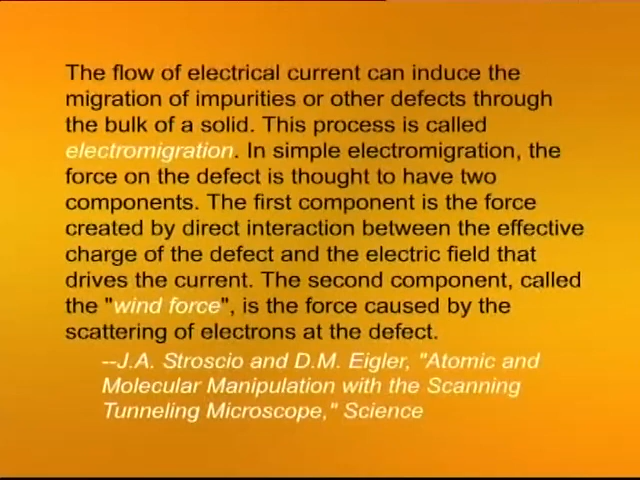 The flow of electrical current can induce the
migration of impurities or other defects through
the bulk of a solid. This process is called
electromigration. In simple electromigration, the
force on the defect is thought to have two
components. The first component is the force
created by direct interaction between the effective
charge of the defect and the electric field that
drives the current. The second component, called
the "wind force", is the force caused by the
scattering of electrons at the defect.
--J.A. Stroscio and D.M. Eigler, "Atomic and
Molecular Manipulation with the Scanning
Tunneling Microscope," Science